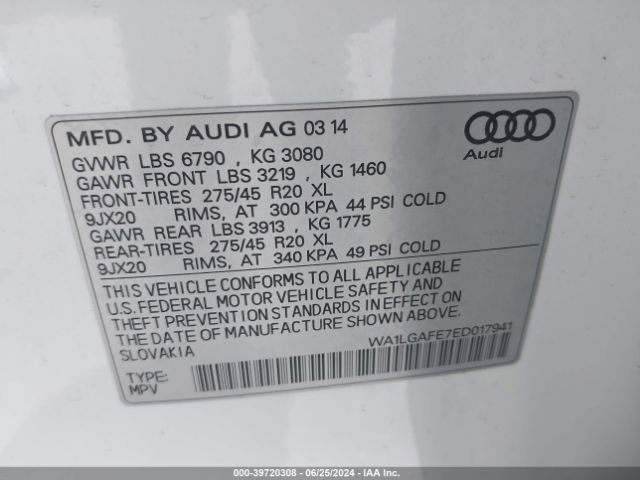 MFD. BY AUDI AG 03 14
GVWR LBS 6790 , KG 3080
GAWR FRONT LBS 3219 , KG 1460
FRONT-TIRES 275/45 R20 XL
9JX20 RIMS, AT 300 KPA 44 PSI COLD
GAWR REAR LBS 3913 , KG 1775
REAR-TIRES 275/45 R20 XL
9JX20 RIMS, AT 340 KPA 49 PSI COLD
Audi
THIS VEHICLE CONFORMS TO ALL APPLICABLE
U.S. FEDERAL MOTOR VEHICLE SAFETY AND
THEFT PREVENTION STANDARDS IN EFFECT ON
THE DATE OF MANUFACTURE SHOWN ABOVE.
SLOVAKIA
WA1LGAFE7ED017941
TYPE:
MPV
000-39720308 - 06/25/2024 - IAAI.com